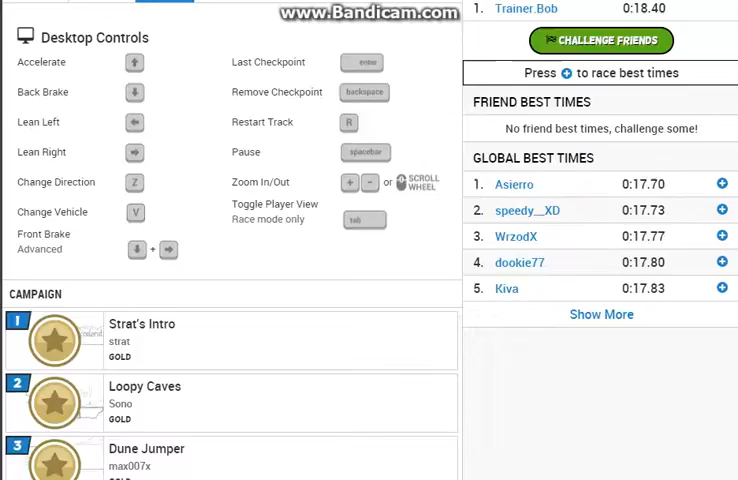 www.Bandicam.com
1. Trainer.Bob 0:18.40
CHALLENGE FRIENDS
Press + to race best times
Desktop Controls
Accelerate
Last Checkpoint enter
Back Brake
Remove Checkpoint backspace
Lean Left
Restart Track R
Lean Right
Pause spacebar
Change Direction Z
Zoom In/Out + - or SCROLL WHEEL
Change Vehicle V
Toggle Player View
Race mode only tab
Front Brake
Advanced +
FRIEND BEST TIMES
No friend best times, challenge some!
GLOBAL BEST TIMES
1. Asierro 0:17.70
2. speedy__XD 0:17.73
3. WrzodX 0:17.77
4. dookie77 0:17.80
5. Kiva 0:17.83
Show More
CAMPAIGN
1 Strat's Intro
strat
GOLD
2 Loopy Caves
Sono
GOLD
3 Dune Jumper
max007x
GOLD